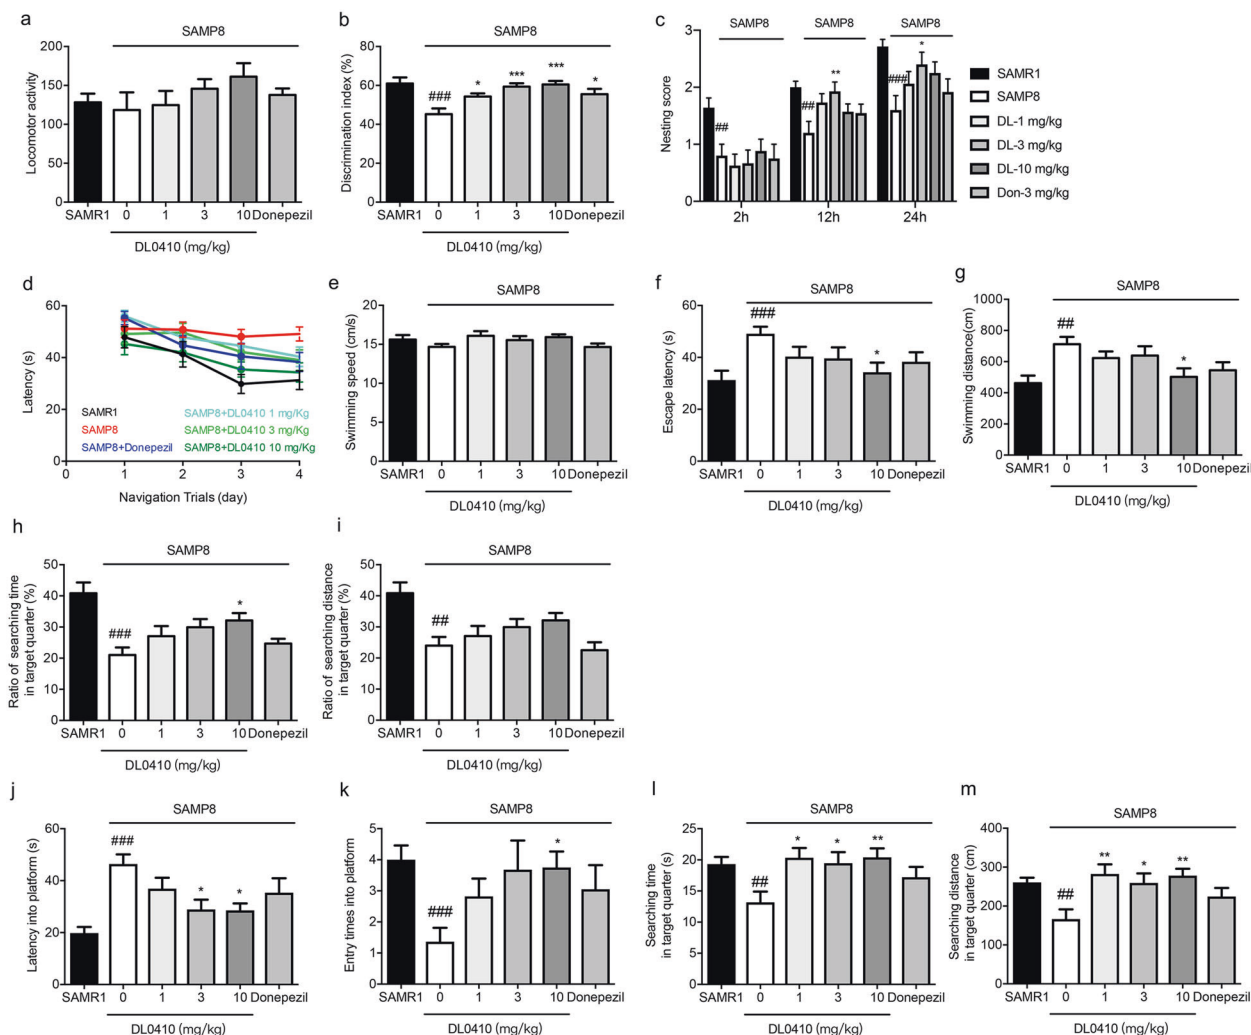 a
SAMP8
Locomotor activity
200
150
100
50
0
SAMR1 0 1 3 10 Donepezil
DL0410 (mg/kg)
b
SAMP8
Discrimination index (%)
80
60
40
20
0
###
*
***
***
*
SAMR1 0 1 3 10 Donepezil
DL0410 (mg/kg)
c
SAMP8 SAMP8 SAMP8
Nesting score
3
2
1
0
##
##
**
###
*
2h 12h 24h
SAMR1
SAMP8
DL-1 mg/kg
DL-3 mg/kg
DL-10 mg/kg
Don-3 mg/kg
d
Latency (s)
60
40
20
0
SAMR1
SAMP8
SAMP8+Donepezil
SAMP8+DL0410 1 mg/Kg
SAMP8+DL0410 3 mg/Kg
SAMP8+DL0410 10 mg/Kg
0 1 2 3 4
Navigation Trials (day)
e
SAMP8
Swimming speed (cm/s)
20
15
10
5
0
SAMR1 0 1 3 10 Donepezil
DL0410 (mg/kg)
f
SAMP8
Escape latency (s)
60
40
20
0
###
*
SAMR1 0 1 3 10 Donepezil
DL0410 (mg/kg)
g
SAMP8
Swimming distance(cm)
1000
800
600
400
200
0
##
*
SAMR1 0 1 3 10 Donepezil
DL0410 (mg/kg)
h
SAMP8
Ratio of searching time
in target quarter (%)
50
40
30
20
10
0
###
*
SAMR1 0 1 3 10 Donepezil
DL0410 (mg/kg)
i
SAMP8
Ratio of searching distance
in target quarter (%)
50
40
30
20
10
0
##
SAMR1 0 1 3 10 Donepezil
DL0410 (mg/kg)
j
SAMP8
Latency into platform (s)
60
40
20
0
###
*
*
SAMR1 0 1 3 10 Donepezil
DL0410 (mg/kg)
k
SAMP8
Entry times into platform
5
4
3
2
1
0
###
*
SAMR1 0 1 3 10 Donepezil
DL0410 (mg/kg)
l
SAMP8
Searching time
in target quarter (s)
25
20
15
10
5
0
##
*
*
**
SAMR1 0 1 3 10 Donepezil
DL0410 (mg/kg)
m
SAMP8
Searching distance
in target quarter (cm)
400
300
200
100
0
##
**
*
**
SAMR1 0 1 3 10 Donepezil
DL0410 (mg/kg)